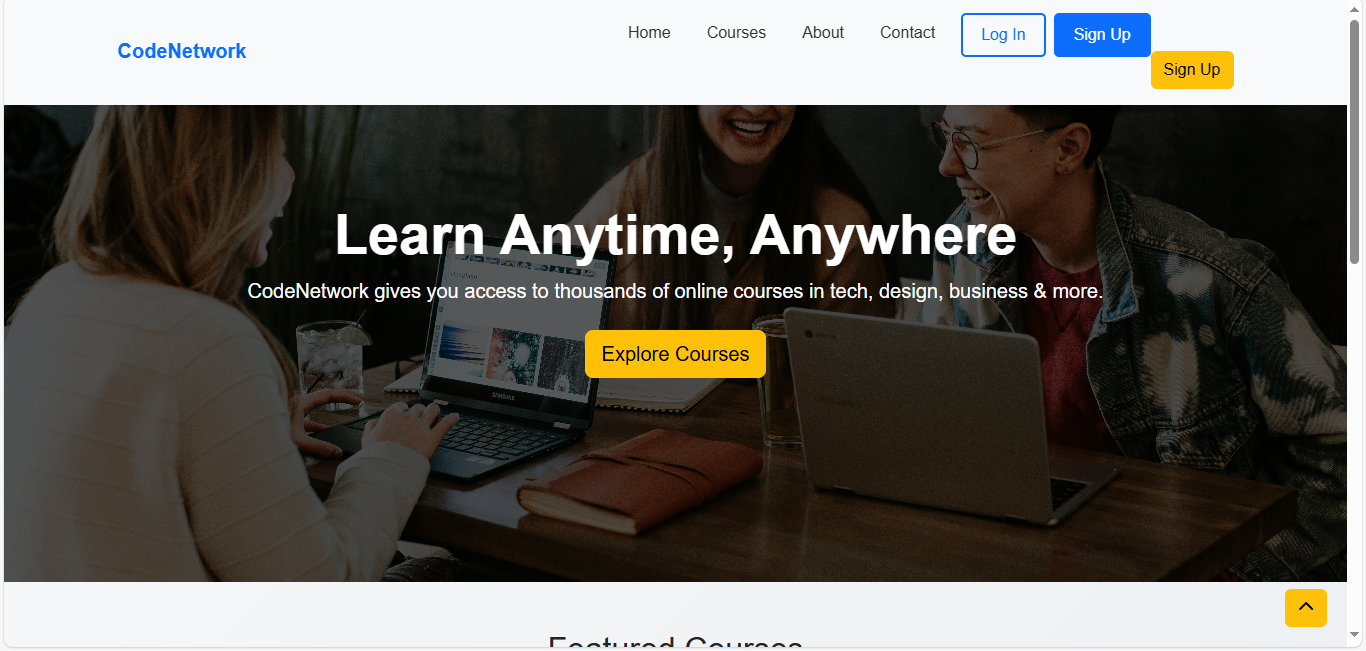 Home Courses About Contact Log In Sign Up
CodeNetwork
Sign Up
Learn Anytime, Anywhere
CodeNetwork gives you access to thousands of online courses in tech, design, business & more.
Explore Courses
SAMSUNG
Featured Courses